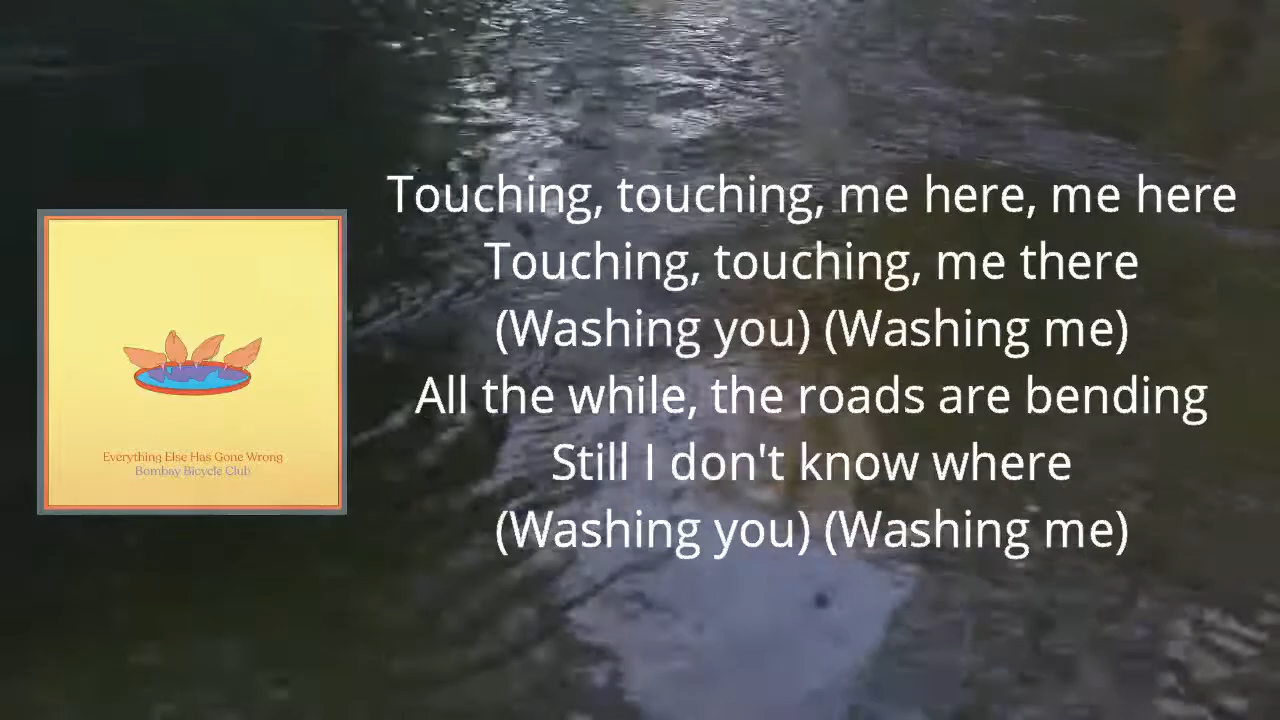 Touching, touching, me here, me here
Touching, touching, me there
(Washing you) (Washing me)
All the while, the roads are bending
Still I don't know where
(Washing you) (Washing me)
Everything Else Has Gone Wrong
Bombay Bicycle Club